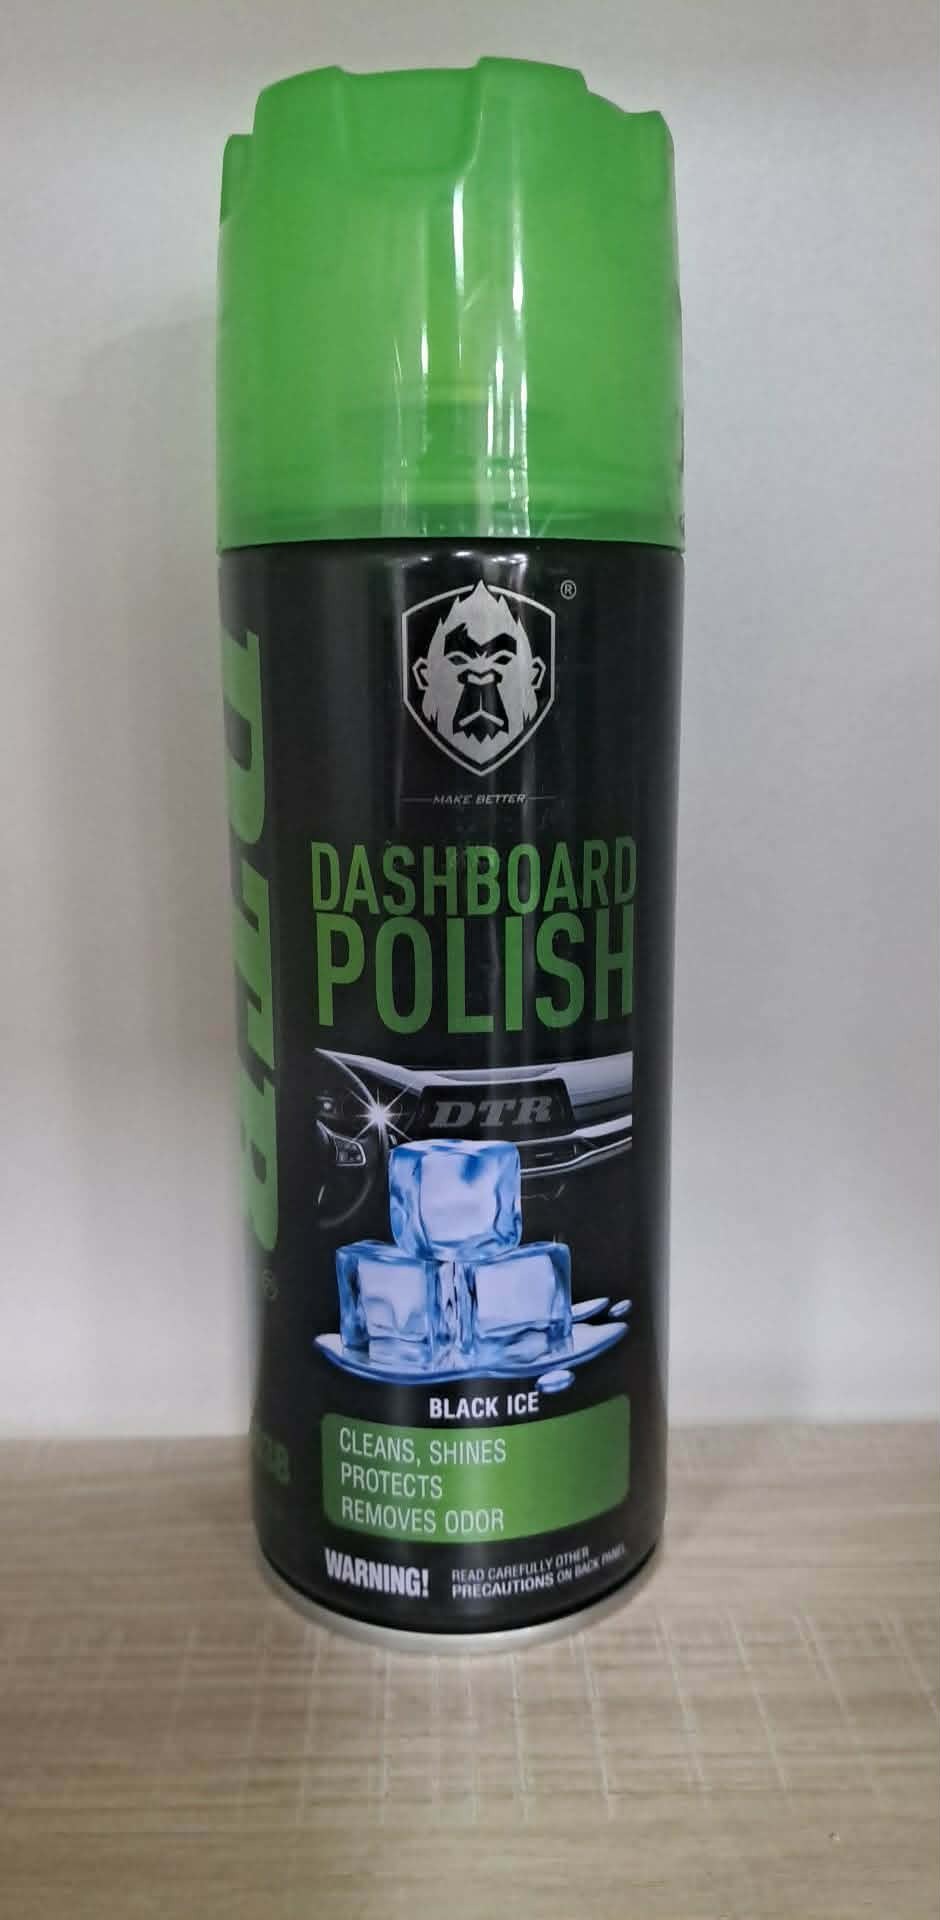 ®
MAKE BETTER
DASHBOARD
POLISH
DTR
DTR
®
BLACK ICE
CLEANS, SHINES
PROTECTS
REMOVES ODOR
WARNING!
READ CAREFULLY OTHER
PRECAUTIONS ON BACK PANEL